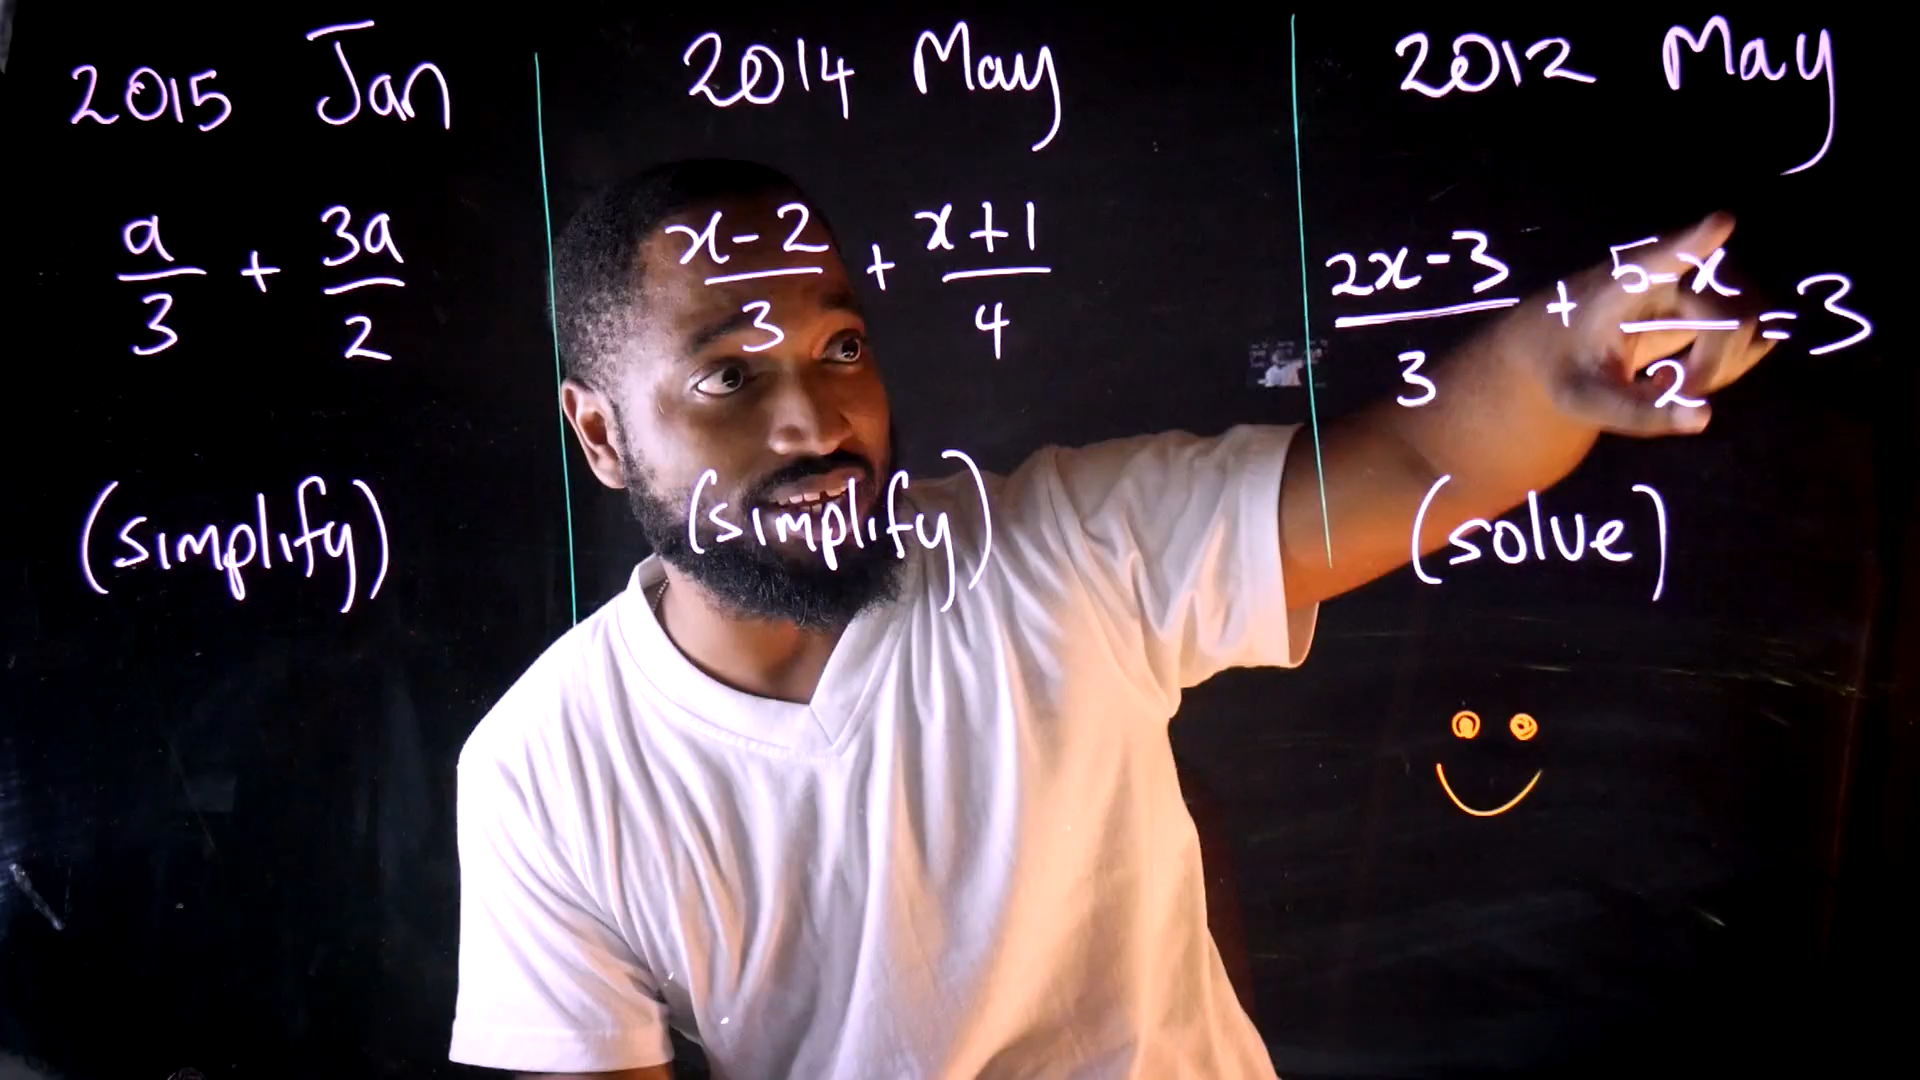 2015 Jan
a/3 + 3a/2
(simplify)
2014 May
x-2/3 + x+1/4
(simplify)
2012 May
2x-3/3 + 5-x/2 = 3
(solve)